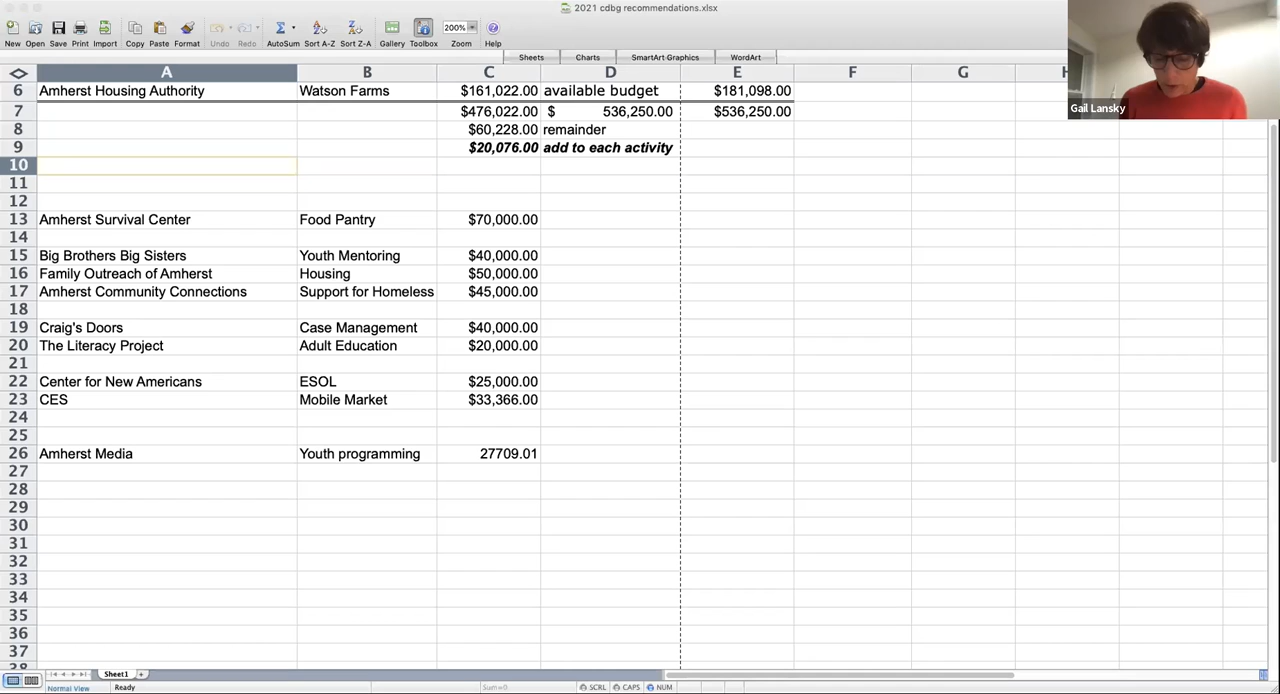 2021 cdbg recommendations.xlsx
New Open Save Print Import Copy Paste Format Undo Redo AutoSum Sort A-Z Sort Z-A Gallery Toolbox Zoom Help
200%
Sheets Charts SmartArt Graphics WordArt
A B C D E F G H
6 Amherst Housing Authority Watson Farms $161,022.00 available budget $181,098.00
7 $476,022.00 $ 536,250.00 $536,250.00
8 $60,228.00 remainder
9 $20,076.00 add to each activity
10
11
12
13 Amherst Survival Center Food Pantry $70,000.00
14
15 Big Brothers Big Sisters Youth Mentoring $40,000.00
16 Family Outreach of Amherst Housing $50,000.00
17 Amherst Community Connections Support for Homeless $45,000.00
18
19 Craig's Doors Case Management $40,000.00
20 The Literacy Project Adult Education $20,000.00
21
22 Center for New Americans ESOL $25,000.00
23 CES Mobile Market $33,366.00
24
25
26 Amherst Media Youth programming 27709.01
27
28
29
30
31
32
33
34
35
36
37
38
Sheet1
Normal View Ready Sum=0 SCRL CAPS NUM
Gail Lansky